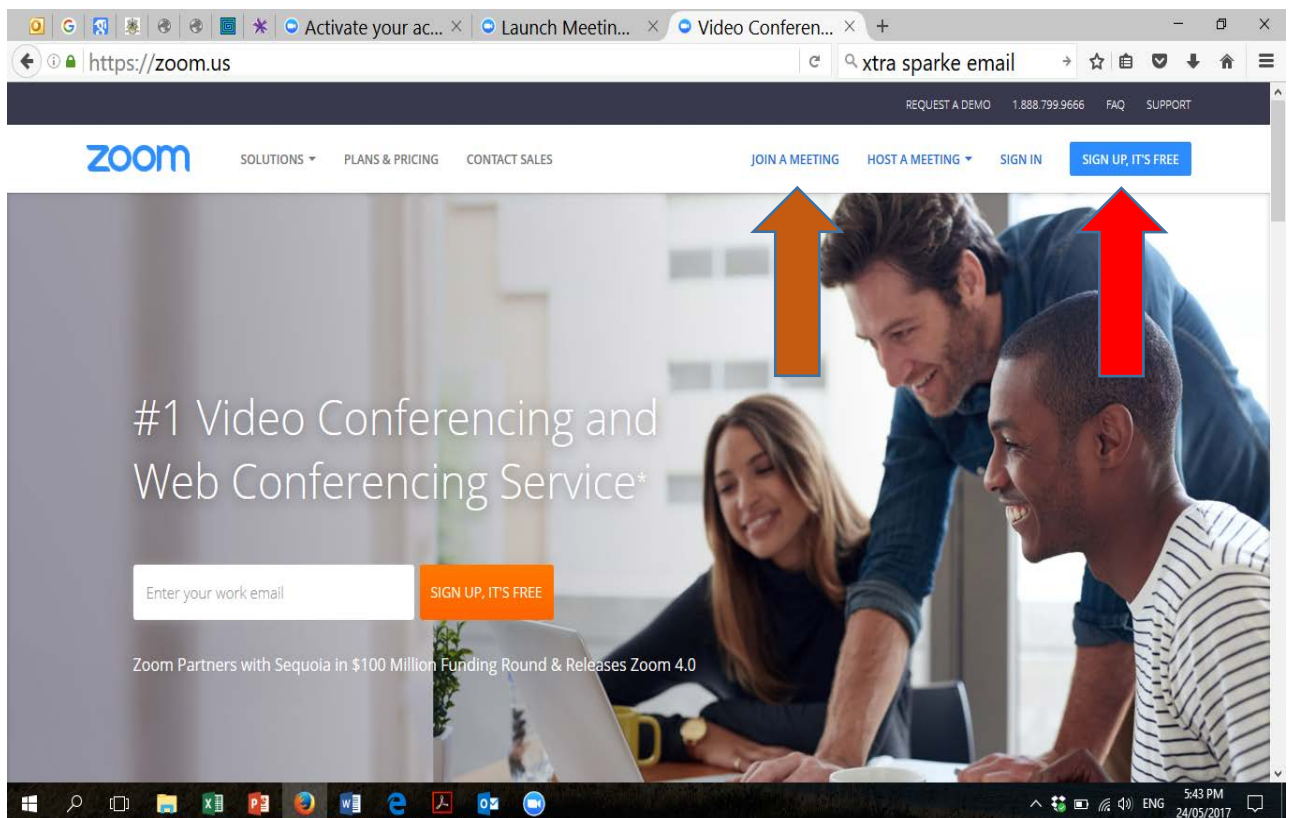 Activate your ac... Launch Meetin... Video Conferen...
https://zoom.us xtra sparke email
REQUEST A DEMO 1.888.799.9666 FAQ SUPPORT
zoom SOLUTIONS PLANS & PRICING CONTACT SALES JOIN A MEETING HOST A MEETING SIGN IN SIGN UP, IT'S FREE
#1 Video Conferencing and
Web Conferencing Service*
Enter your work email SIGN UP, IT'S FREE
Zoom Partners with Sequoia in $100 Million Funding Round & Releases Zoom 4.0
ENG 5:43 PM
24/05/2017